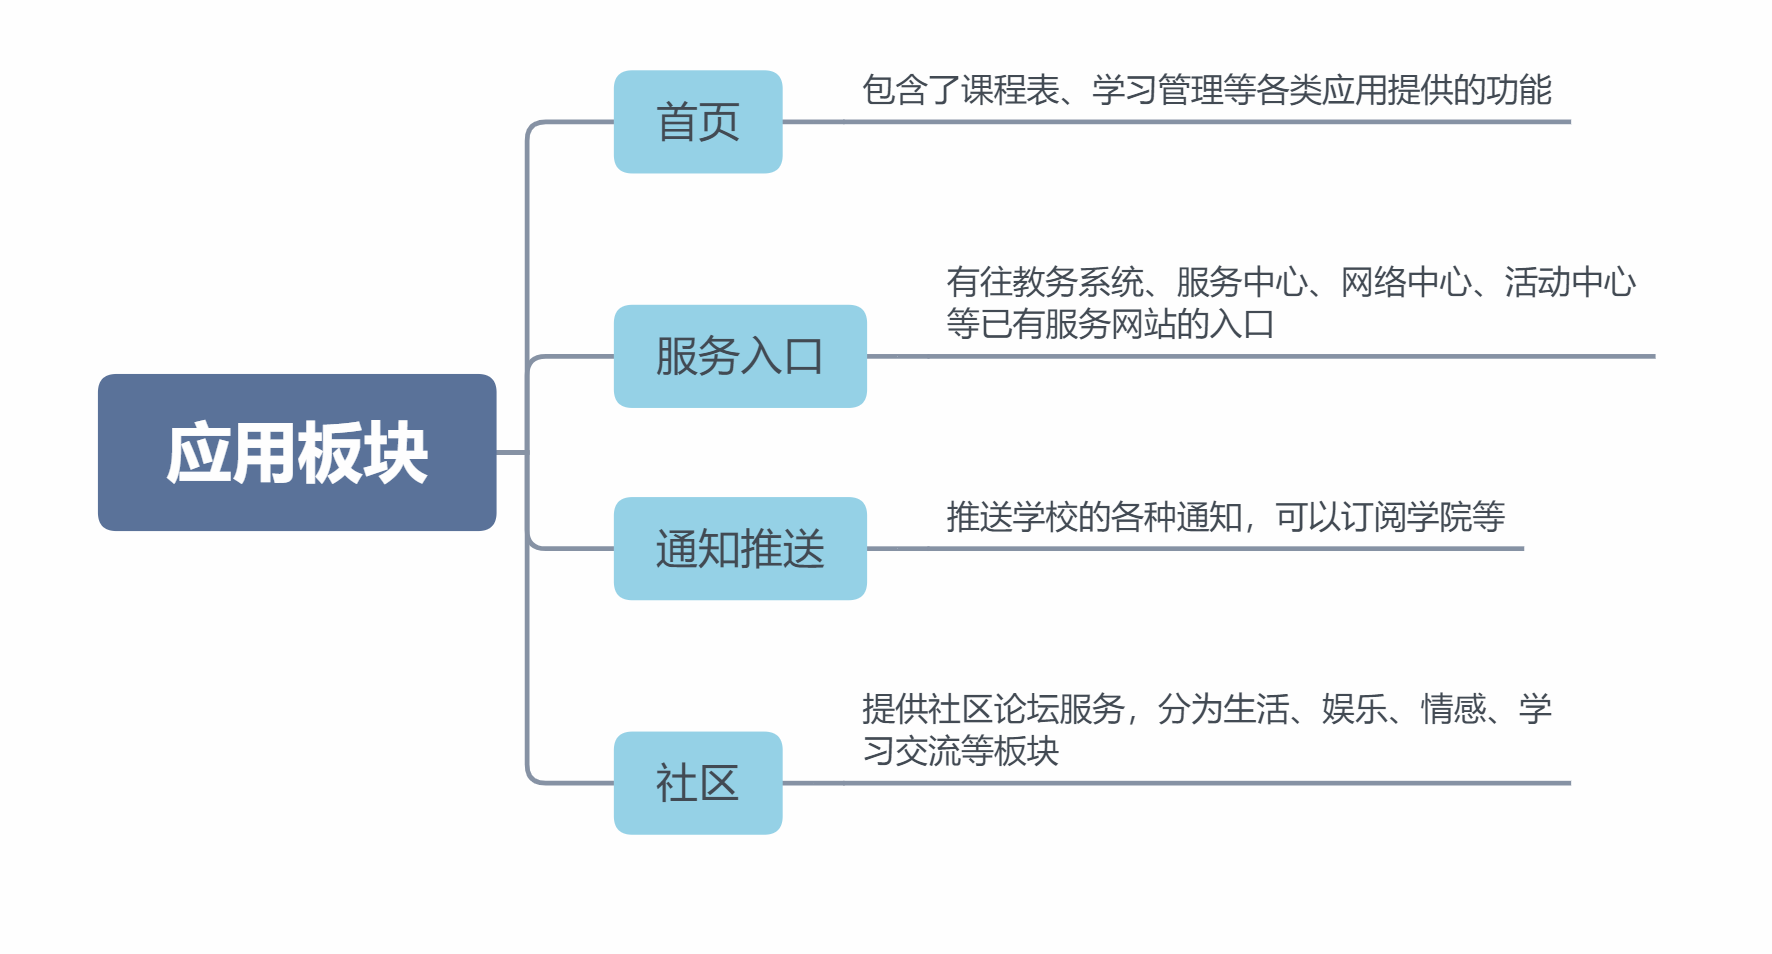 应用板块
首页
包含了课程表、学习管理等各类应用提供的功能
服务入口
有往教务系统、服务中心、网络中心、活动中心
等已有服务网站的入口
通知推送
推送学校的各种通知，可以订阅学院等
社区
提供社区论坛服务，分为生活、娱乐、情感、学
习交流等板块